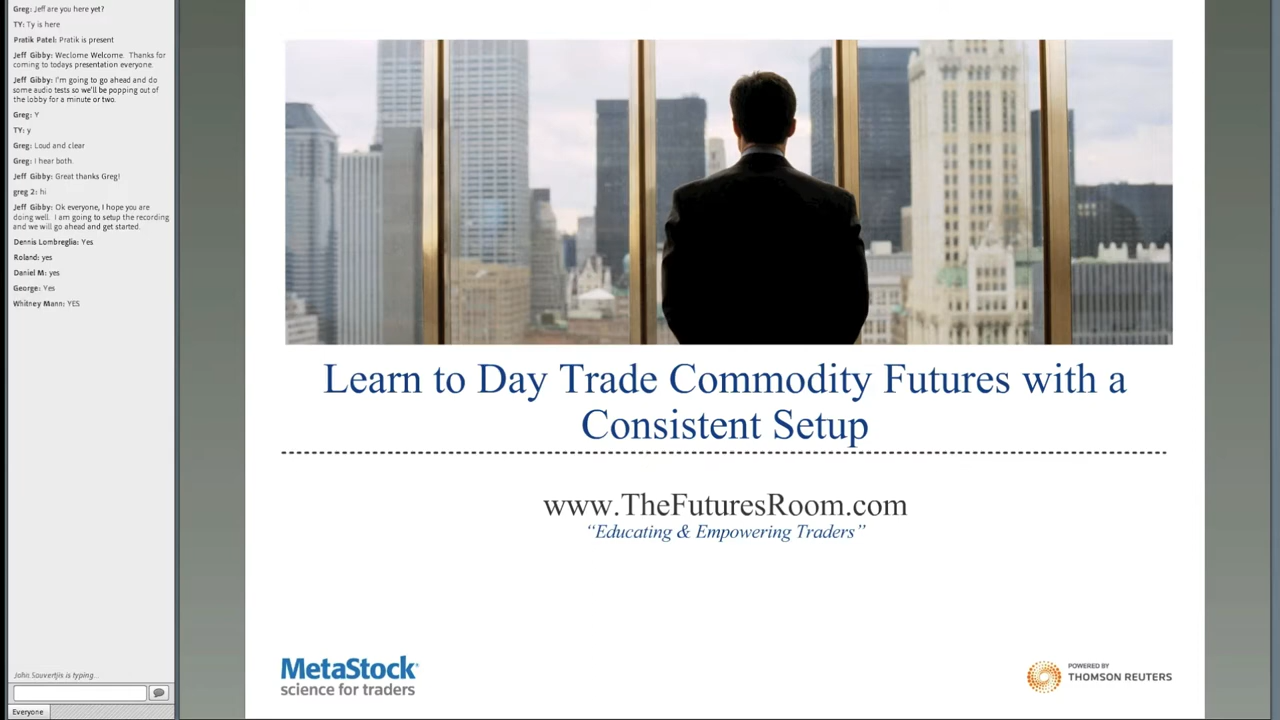 Greg: Jeff are you here yet?
TY: Ty is here
Pratik Patel: Pratik is present
Jeff Gibby: Weclome Welcome. Thanks for
coming to todays presentation everyone.
Jeff Gibby: I'm going to go ahead and do
some audio tests so we'll be popping out of
the lobby for a minute or two.
Greg: Y
TY: y
Greg: Loud and clear
Greg: I hear both.
Jeff Gibby: Great thanks Greg!
greg 2: hi
Jeff Gibby: Ok everyone, I hope you are
doing well. I am going to setup the recording
and we will go ahead and get started.
Dennis Lombreglia: Yes
Roland: yes
Daniel M: yes
George: Yes
Whitney Mann: YES
is typing...
Everyone
Learn to Day Trade Commodity Futures with a
Consistent Setup
www.TheFuturesRoom.com
“Educating & Empowering Traders”
MetaStock®
science for traders
POWERED BY
THOMSON REUTERS